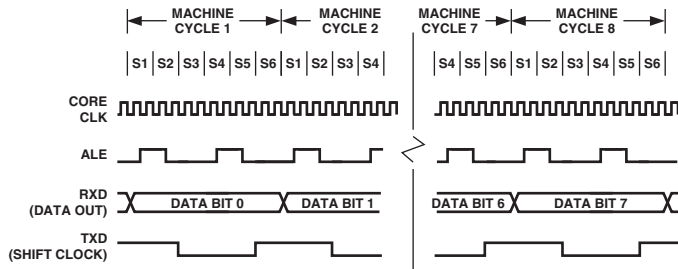 MACHINE CYCLE 1
MACHINE CYCLE 2
MACHINE CYCLE 7
MACHINE CYCLE 8
S1 S2 S3 S4 S5 S6 S1 S2 S3 S4 S4 S5 S6 S1 S2 S3 S4 S5 S6
CORE CLK
ALE
RXD (DATA OUT)
DATA BIT 0 DATA BIT 1 DATA BIT 6 DATA BIT 7
TXD (SHIFT CLOCK)